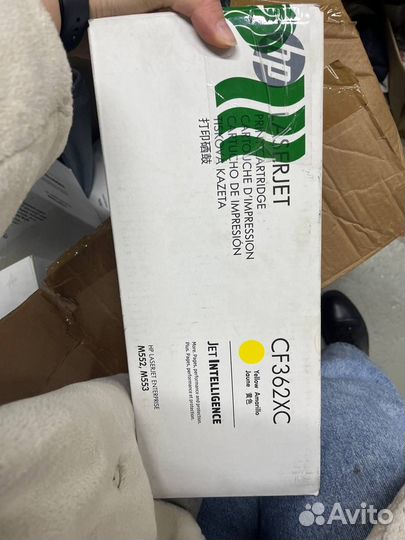 hp
LASERJET
PRINT CARTRIDGE
CARTOUCHE D'IMPRESSION
CARTUCHO DE IMPRESIÓN
TISKOVÁ KAZETA
打印硒鼓
CF362XC
Yellow Amarillo
Jaune 黄色
JET INTELLIGENCE
More. Pages, performance and protection.
Plus. Pages, performance et protection.
HP LASERJET ENTERPRISE
M552, M553
Avito